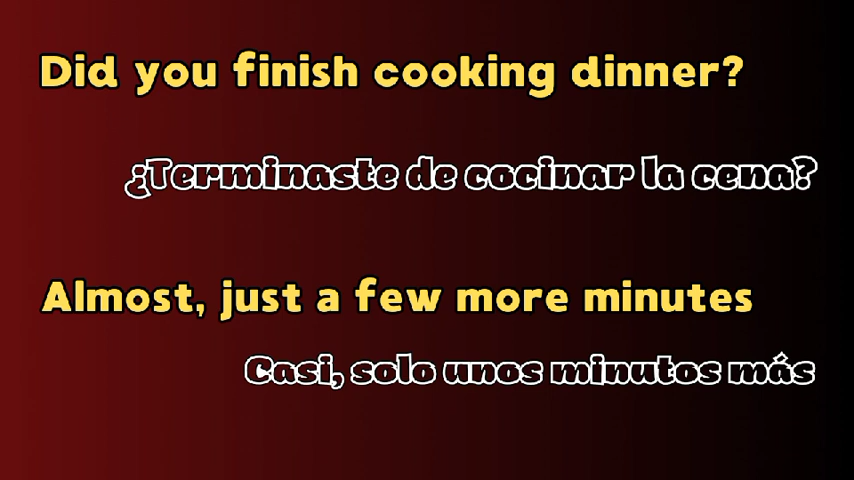 Did you finish cooking dinner?
¿Terminaste de cocinar la cena?
Almost, just a few more minutes
Casi, solo unos minutos más